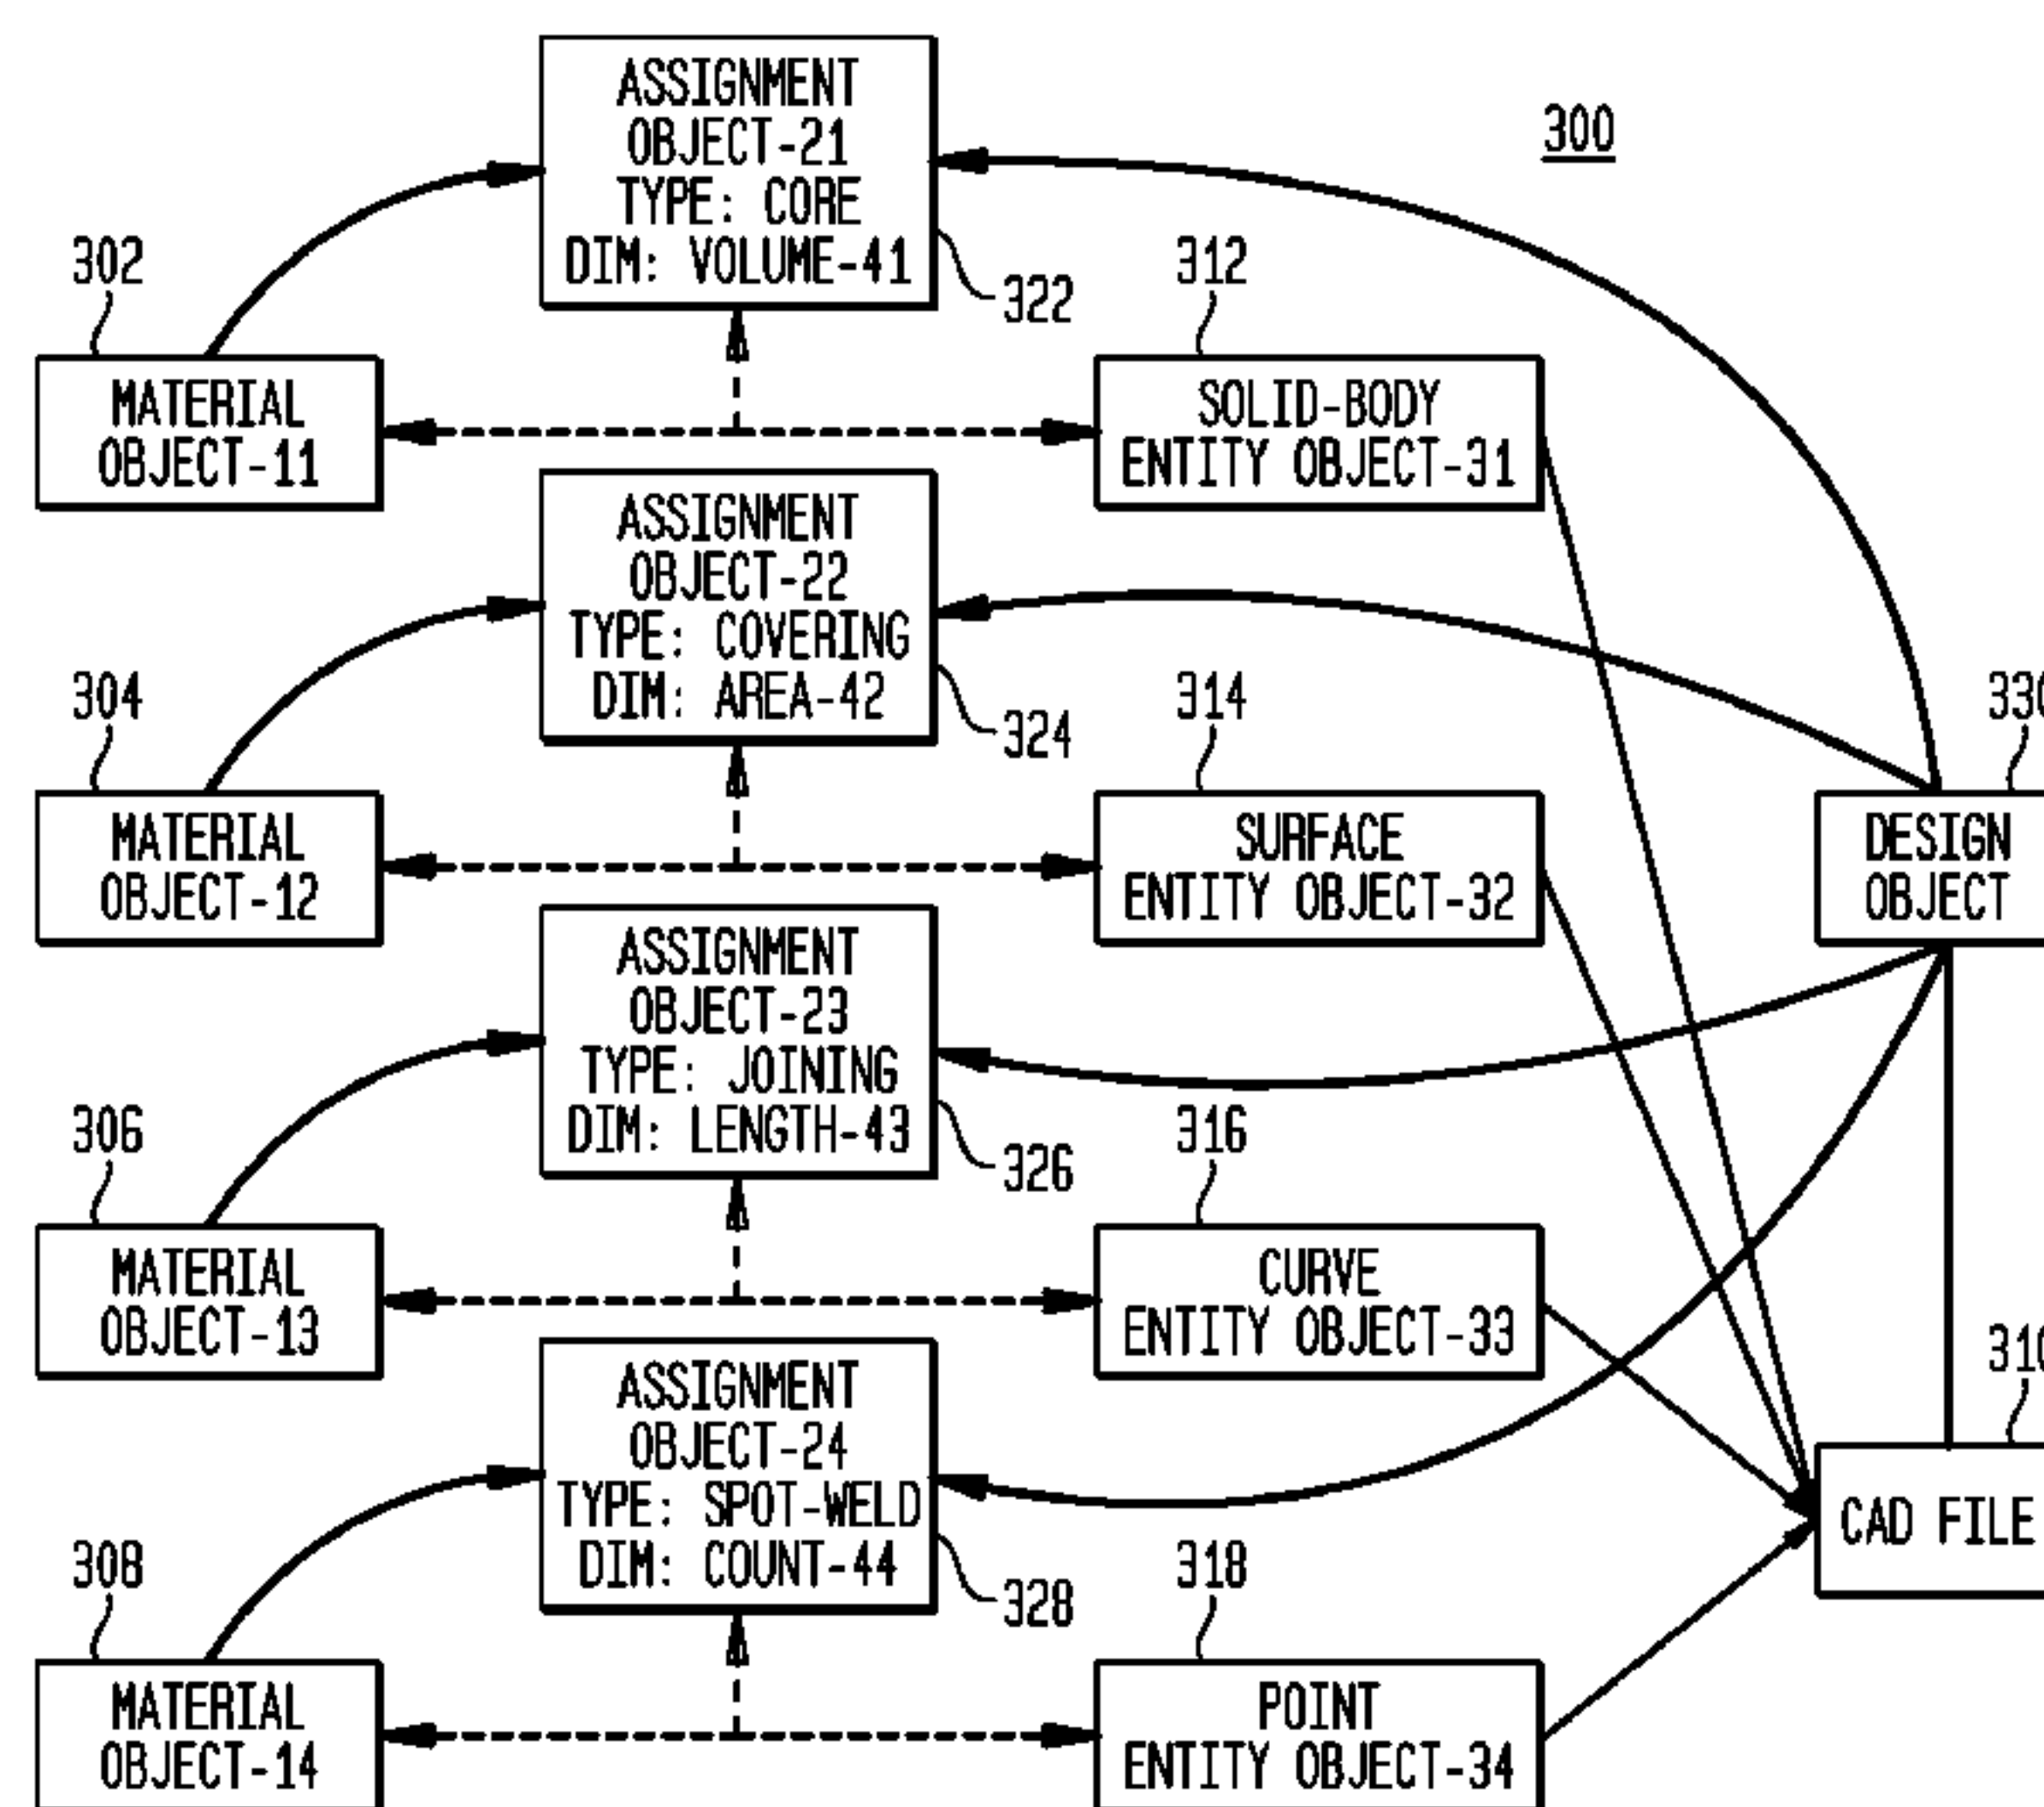 300
ASSIGNMENT
OBJECT-21
TYPE: CORE
DIM: VOLUME-41
322
302
MATERIAL
OBJECT-11
312
SOLID-BODY
ENTITY OBJECT-31
ASSIGNMENT
OBJECT-22
TYPE: COVERING
DIM: AREA-42
324
304
MATERIAL
OBJECT-12
314
SURFACE
ENTITY OBJECT-32
330
DESIGN
OBJECT
ASSIGNMENT
OBJECT-23
TYPE: JOINING
DIM: LENGTH-43
326
306
MATERIAL
OBJECT-13
316
CURVE
ENTITY OBJECT-33
310
CAD FILE
ASSIGNMENT
OBJECT-24
TYPE: SPOT-WELD
DIM: COUNT-44
328
308
MATERIAL
OBJECT-14
318
POINT
ENTITY OBJECT-34